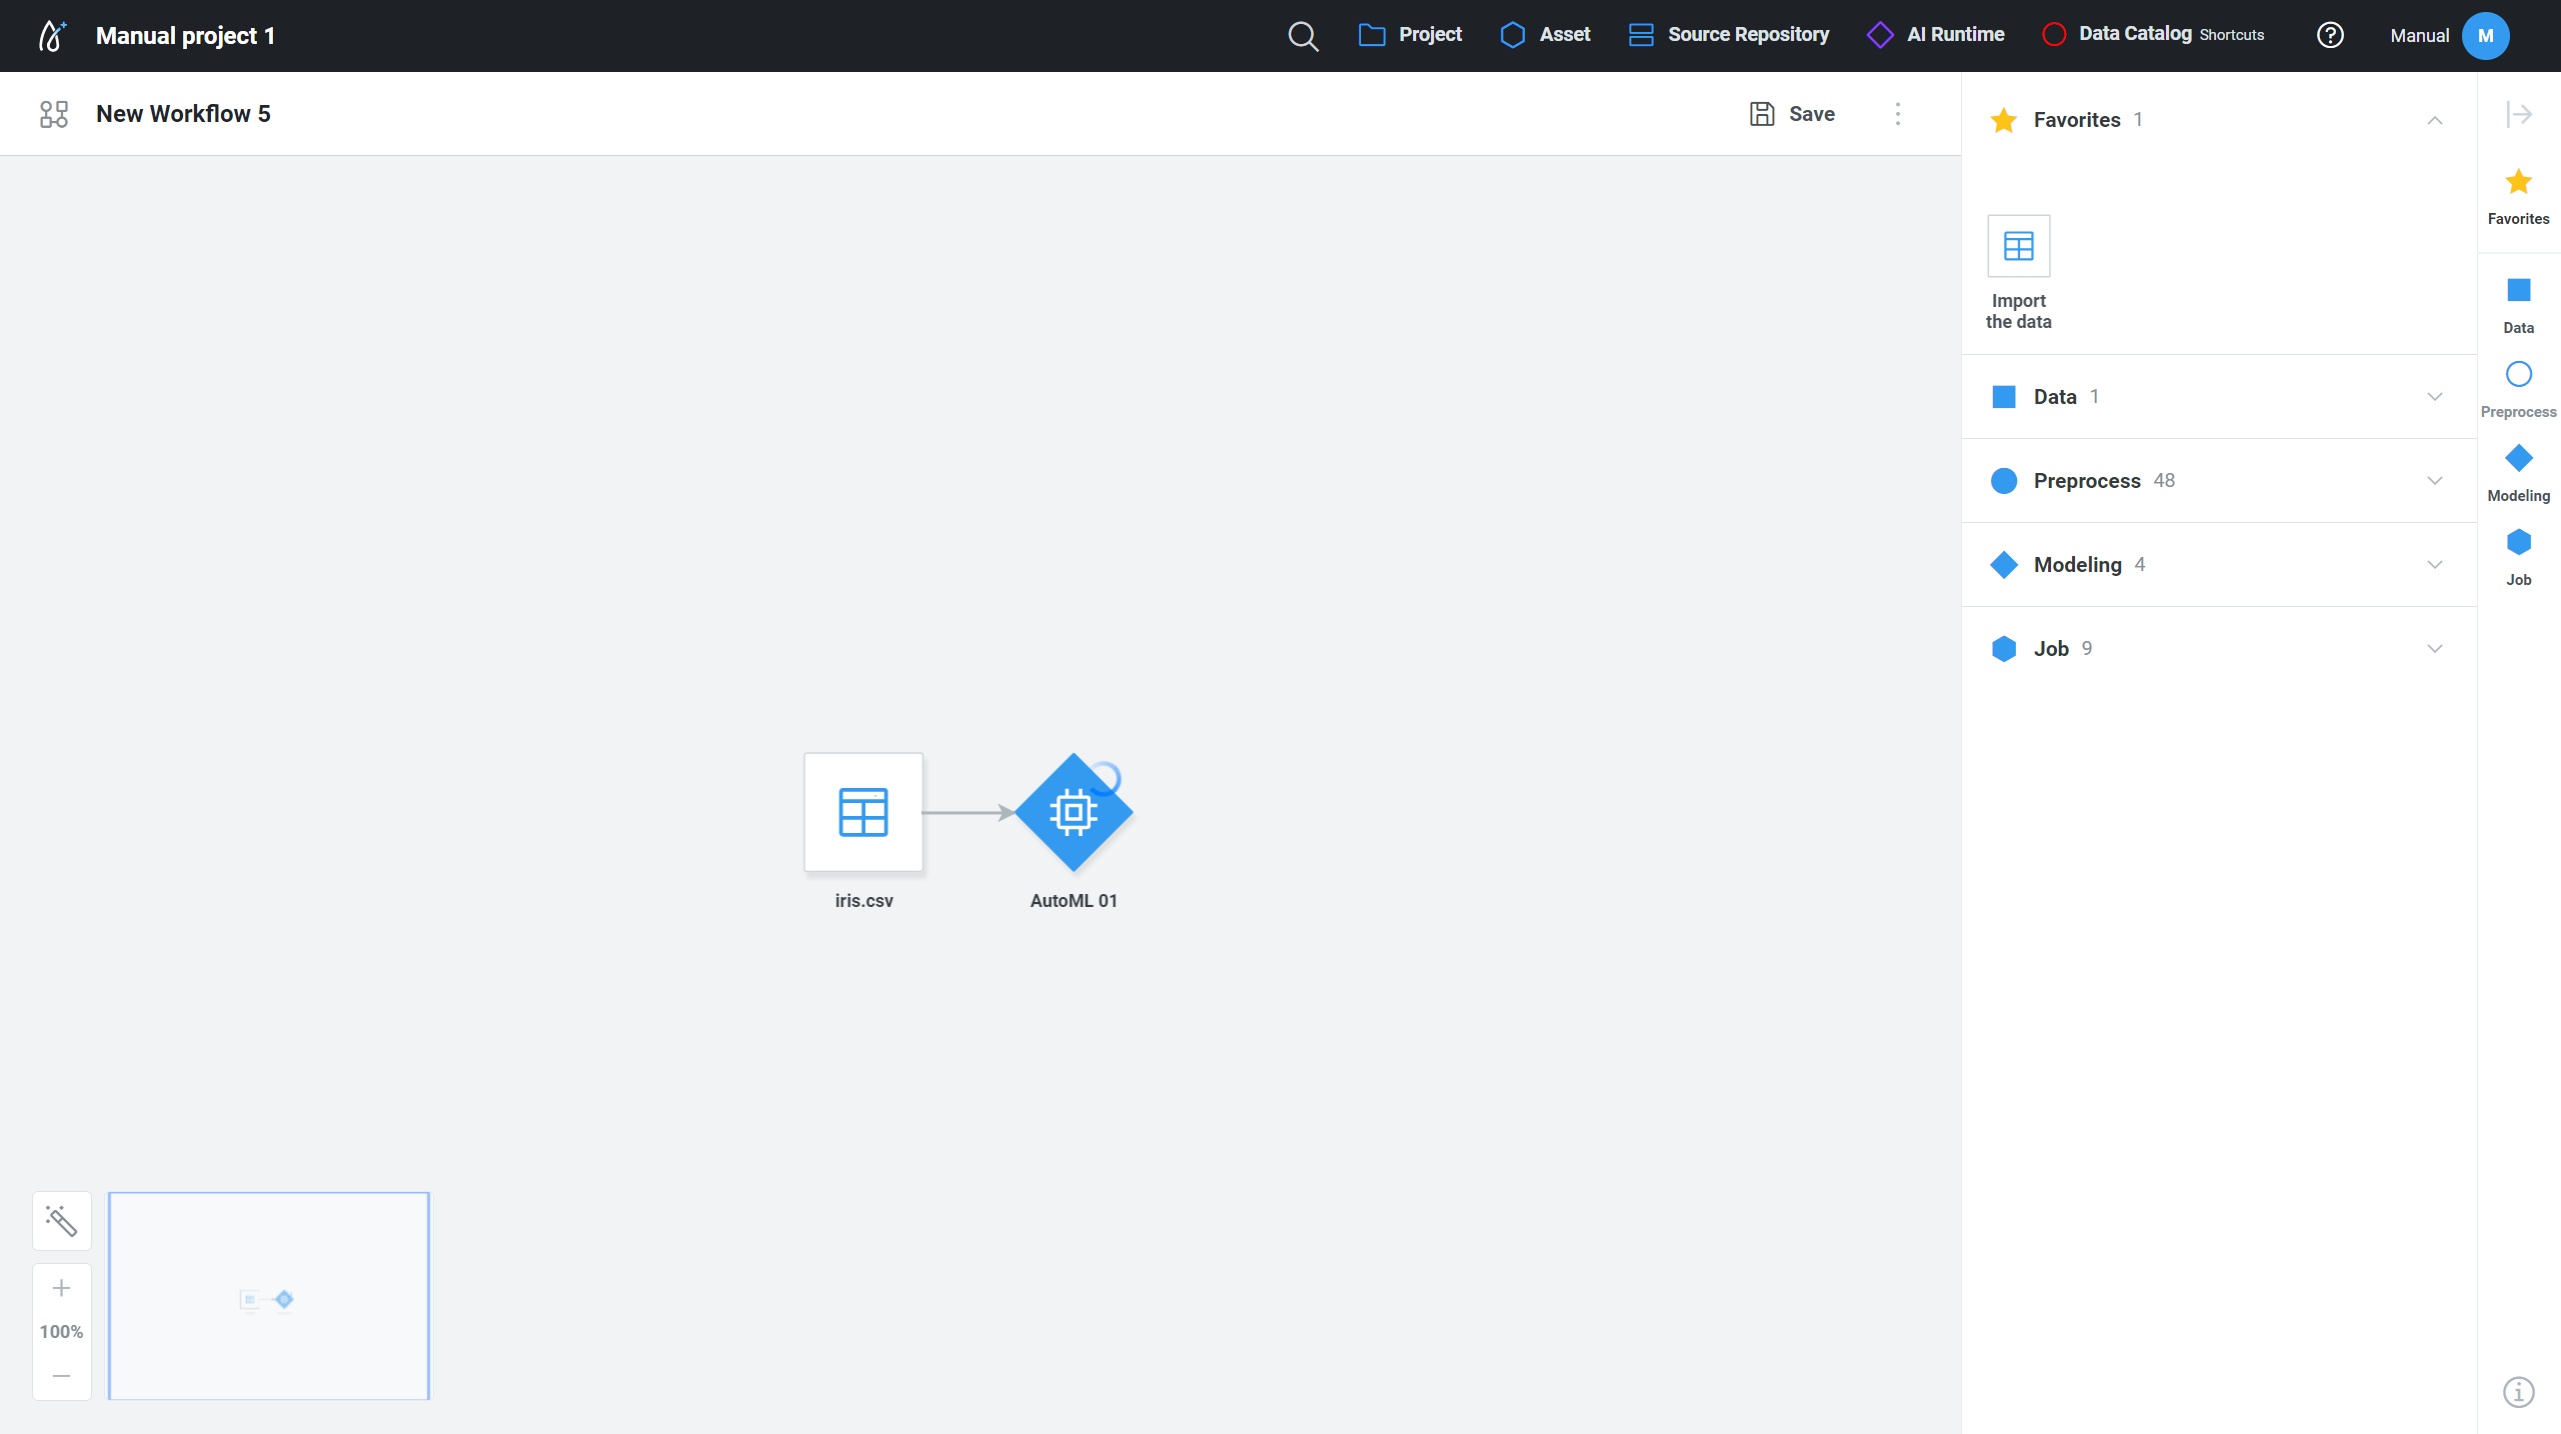 Manual project 1
Project
Asset
Source Repository
AI Runtime
Data Catalog Shortcuts
Manual
M
New Workflow 5
Save
Favorites 1
Import
the data
Data 1
Preprocess 48
Modeling 4
Job 9
Favorites
Data
Preprocess
Modeling
Job
iris.csv
AutoML 01
100%